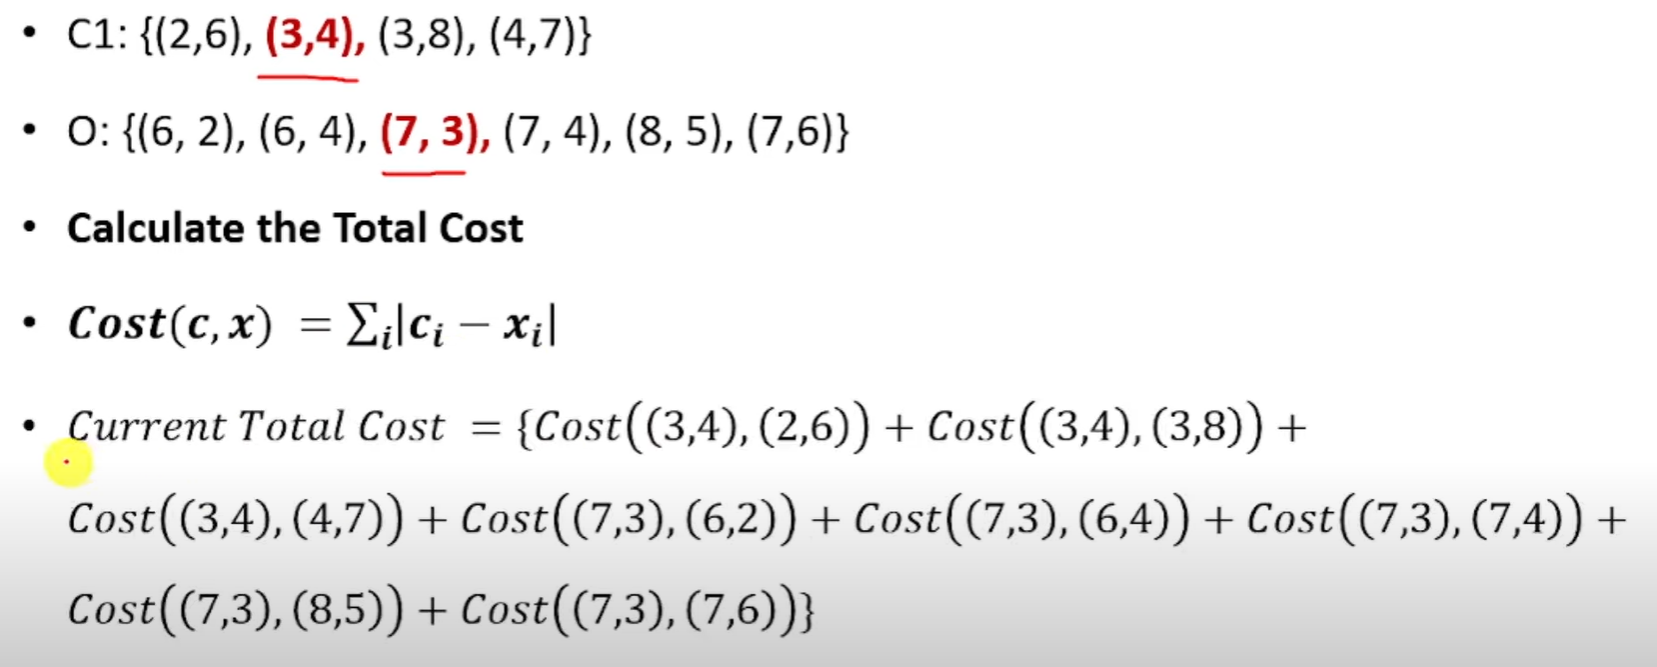 • C1: {(2,6), (3,4), (3,8), (4,7)}
• O: {(6, 2), (6, 4), (7, 3), (7, 4), (8, 5), (7,6)}
• Calculate the Total Cost
• Cost(c, x) = ∑ᵢ|cᵢ − xᵢ|
• Current Total Cost = {Cost((3,4), (2,6)) + Cost((3,4), (3,8)) +
Cost((3,4), (4,7)) + Cost((7,3), (6,2)) + Cost((7,3), (6,4)) + Cost((7,3), (7,4)) +
Cost((7,3), (8,5)) + Cost((7,3), (7,6))}